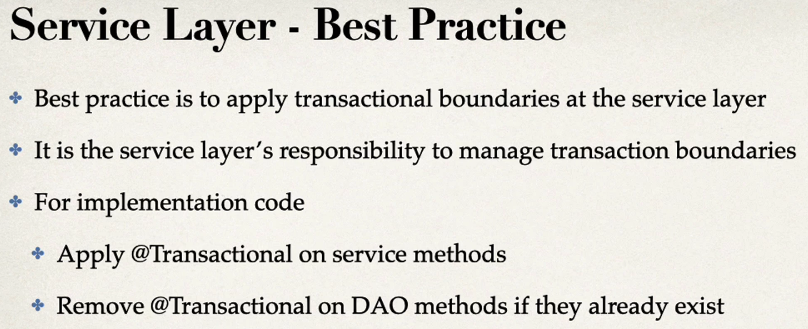 Service Layer - Best Practice
Best practice is to apply transactional boundaries at the service layer
It is the service layer’s responsibility to manage transaction boundaries
For implementation code
Apply @Transactional on service methods
Remove @Transactional on DAO methods if they already exist